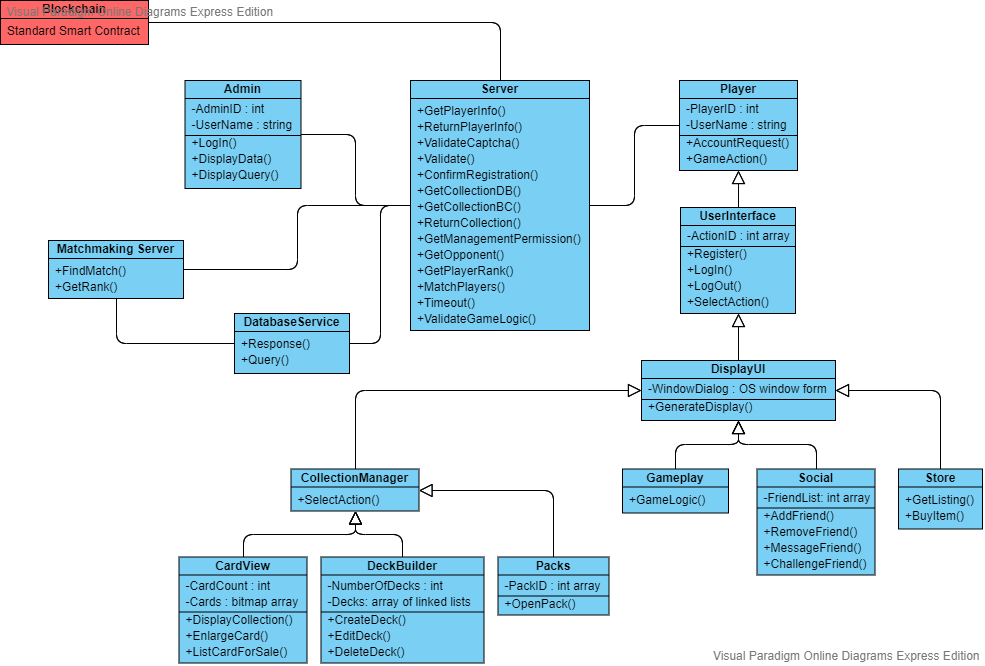 Visual Paradigm Online Diagrams Express Edition
Blockchain
Standard Smart Contract
Admin
-AdminID : int
-UserName : string
+LogIn()
+DisplayData()
+DisplayQuery()
Server
+GetPlayerInfo()
+ReturnPlayerInfo()
+ValidateCaptcha()
+Validate()
+ConfirmRegistration()
+GetCollectionDB()
+GetCollectionBC()
+ReturnCollection()
+GetManagementPermission()
+GetOpponent()
+GetPlayerRank()
+MatchPlayers()
+Timeout()
+ValidateGameLogic()
Player
-PlayerID : int
-UserName : string
+AccountRequest()
+GameAction()
UserInterface
-ActionID : int array
+Register()
+LogIn()
+LogOut()
+SelectAction()
Matchmaking Server
+FindMatch()
+GetRank()
DatabaseService
+Response()
+Query()
DisplayUI
-WindowDialog : OS window form
+GenerateDisplay()
CollectionManager
+SelectAction()
Gameplay
+GameLogic()
Social
-FriendList: int array
+AddFriend()
+RemoveFriend()
+MessageFriend()
+ChallengeFriend()
Store
+GetListing()
+BuyItem()
CardView
-CardCount : int
-Cards : bitmap array
+DisplayCollection()
+EnlargeCard()
+ListCardForSale()
DeckBuilder
-NumberOfDecks : int
-Decks: array of linked lists
+CreateDeck()
+EditDeck()
+DeleteDeck()
Packs
-PackID : int array
+OpenPack()
Visual Paradigm Online Diagrams Express Edition